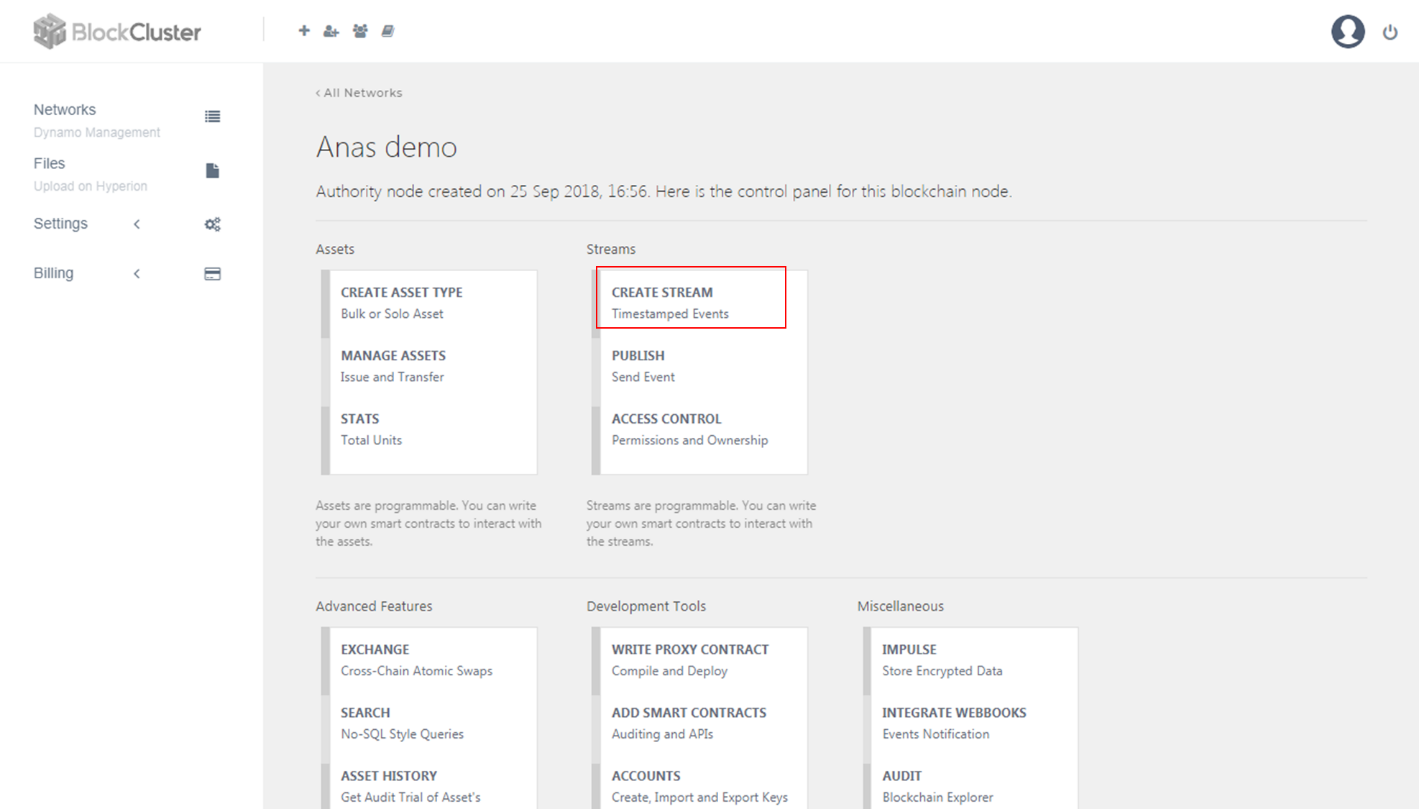 BlockCluster
Networks
Dynamo Management
Files
Upload on Hyperion
Settings
Billing
‹ All Networks
Anas demo
Authority node created on 25 Sep 2018, 16:56. Here is the control panel for this blockchain node.
Assets
CREATE ASSET TYPE
Bulk or Solo Asset
MANAGE ASSETS
Issue and Transfer
STATS
Total Units
Assets are programmable. You can write
your own smart contracts to interact with
the assets.
Streams
CREATE STREAM
Timestamped Events
PUBLISH
Send Event
ACCESS CONTROL
Permissions and Ownership
Streams are programmable. You can write
your own smart contracts to interact with
the streams.
Advanced Features
EXCHANGE
Cross-Chain Atomic Swaps
SEARCH
No-SQL Style Queries
ASSET HISTORY
Get Audit Trial of Asset's
Development Tools
WRITE PROXY CONTRACT
Compile and Deploy
ADD SMART CONTRACTS
Auditing and APIs
ACCOUNTS
Create, Import and Export Keys
Miscellaneous
IMPULSE
Store Encrypted Data
INTEGRATE WEBBOOKS
Events Notification
AUDIT
Blockchain Explorer